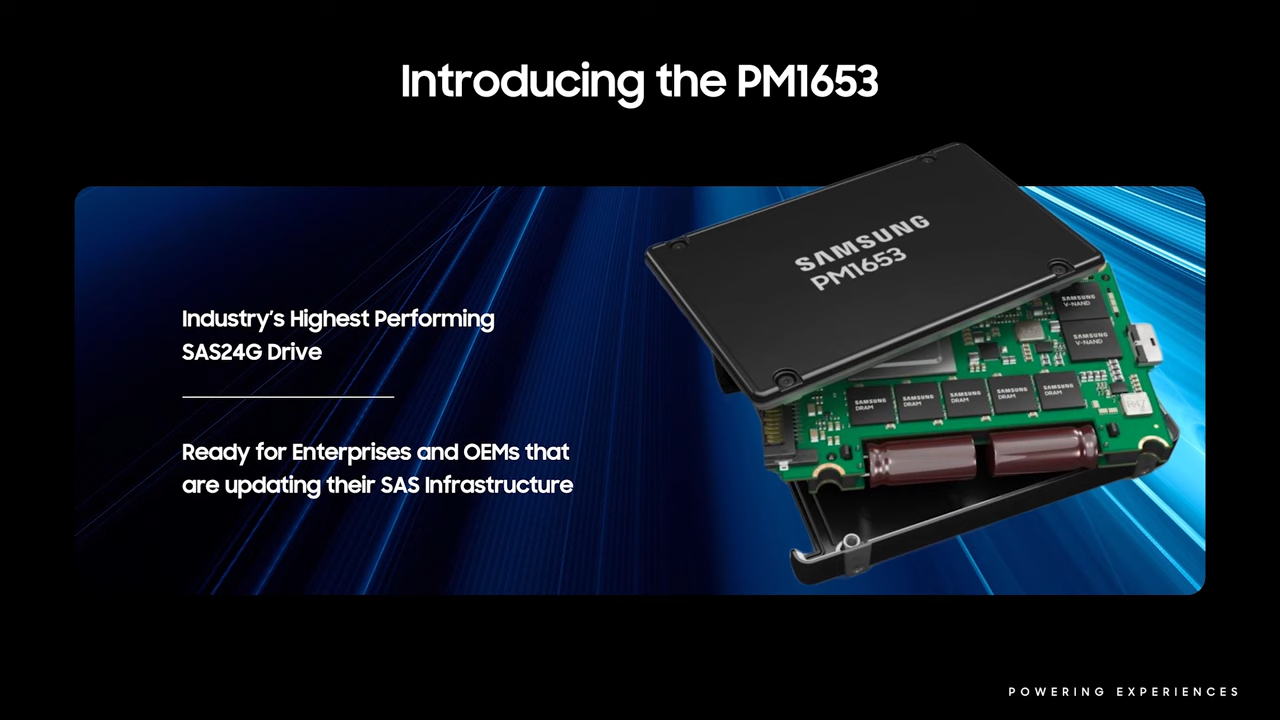 Introducing the PM1653
SAMSUNG
PM1653
Industry's Highest Performing
SAS24G Drive
Ready for Enterprises and OEMs that
are updating their SAS Infrastructure
SAMSUNG
V-NAND
SAMSUNG
V-NAND
SAMSUNG
DRAM
SAMSUNG
DRAM
SAMSUNG
DRAM
SAMSUNG
DRAM
SAMSUNG
DRAM
POWERING EXPERIENCES